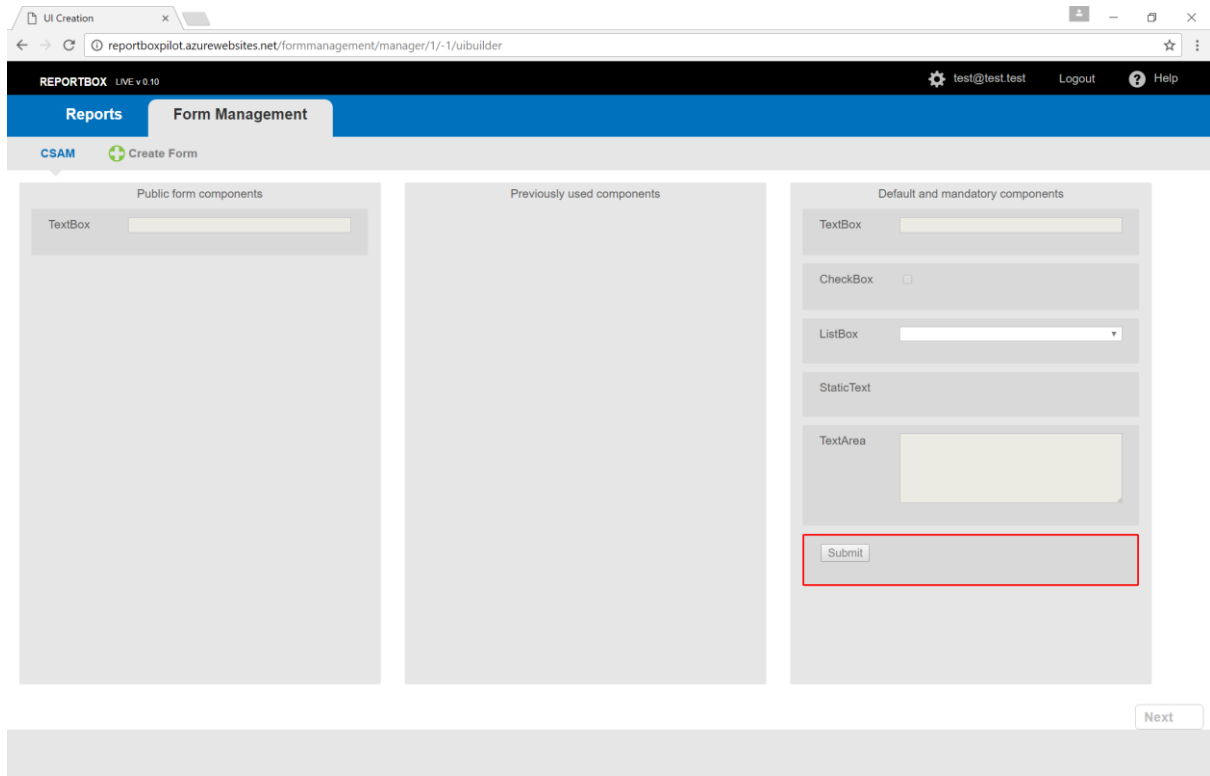 UI Creation
reportboxpilot.azurewebsites.net/formmanagement/manager/1/-1/uibuilder
REPORTBOX LIVE v 0.10 test@test.test Logout Help
Reports Form Management
CSAM Create Form
Public form components Previously used components Default and mandatory components
TextBox TextBox
CheckBox
ListBox
StaticText
TextArea
Submit
Next